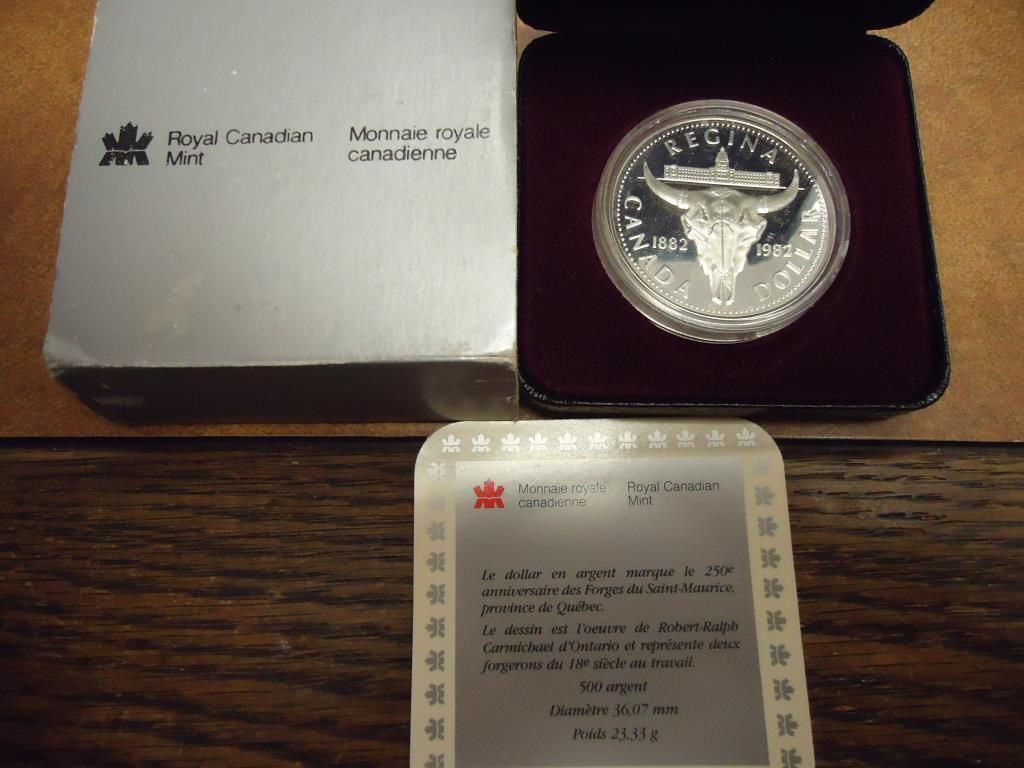 Royal Canadian
Mint
Monnaie royale
canadienne
REGINA
CANADA
1882
1982
DOLLAR
Monnaie royale
canadienne
Royal Canadian
Mint
Le dollar en argent marque le 250e
anniversaire des Forges du Saint-Maurice,
province de Québec.
Le dessin est l'oeuvre de Robert-Ralph
Carmichael d'Ontario et représente deux
forgerons du 18e siècle au travail.
500 argent
Diamètre 36,07 mm
Poids 23,33 g